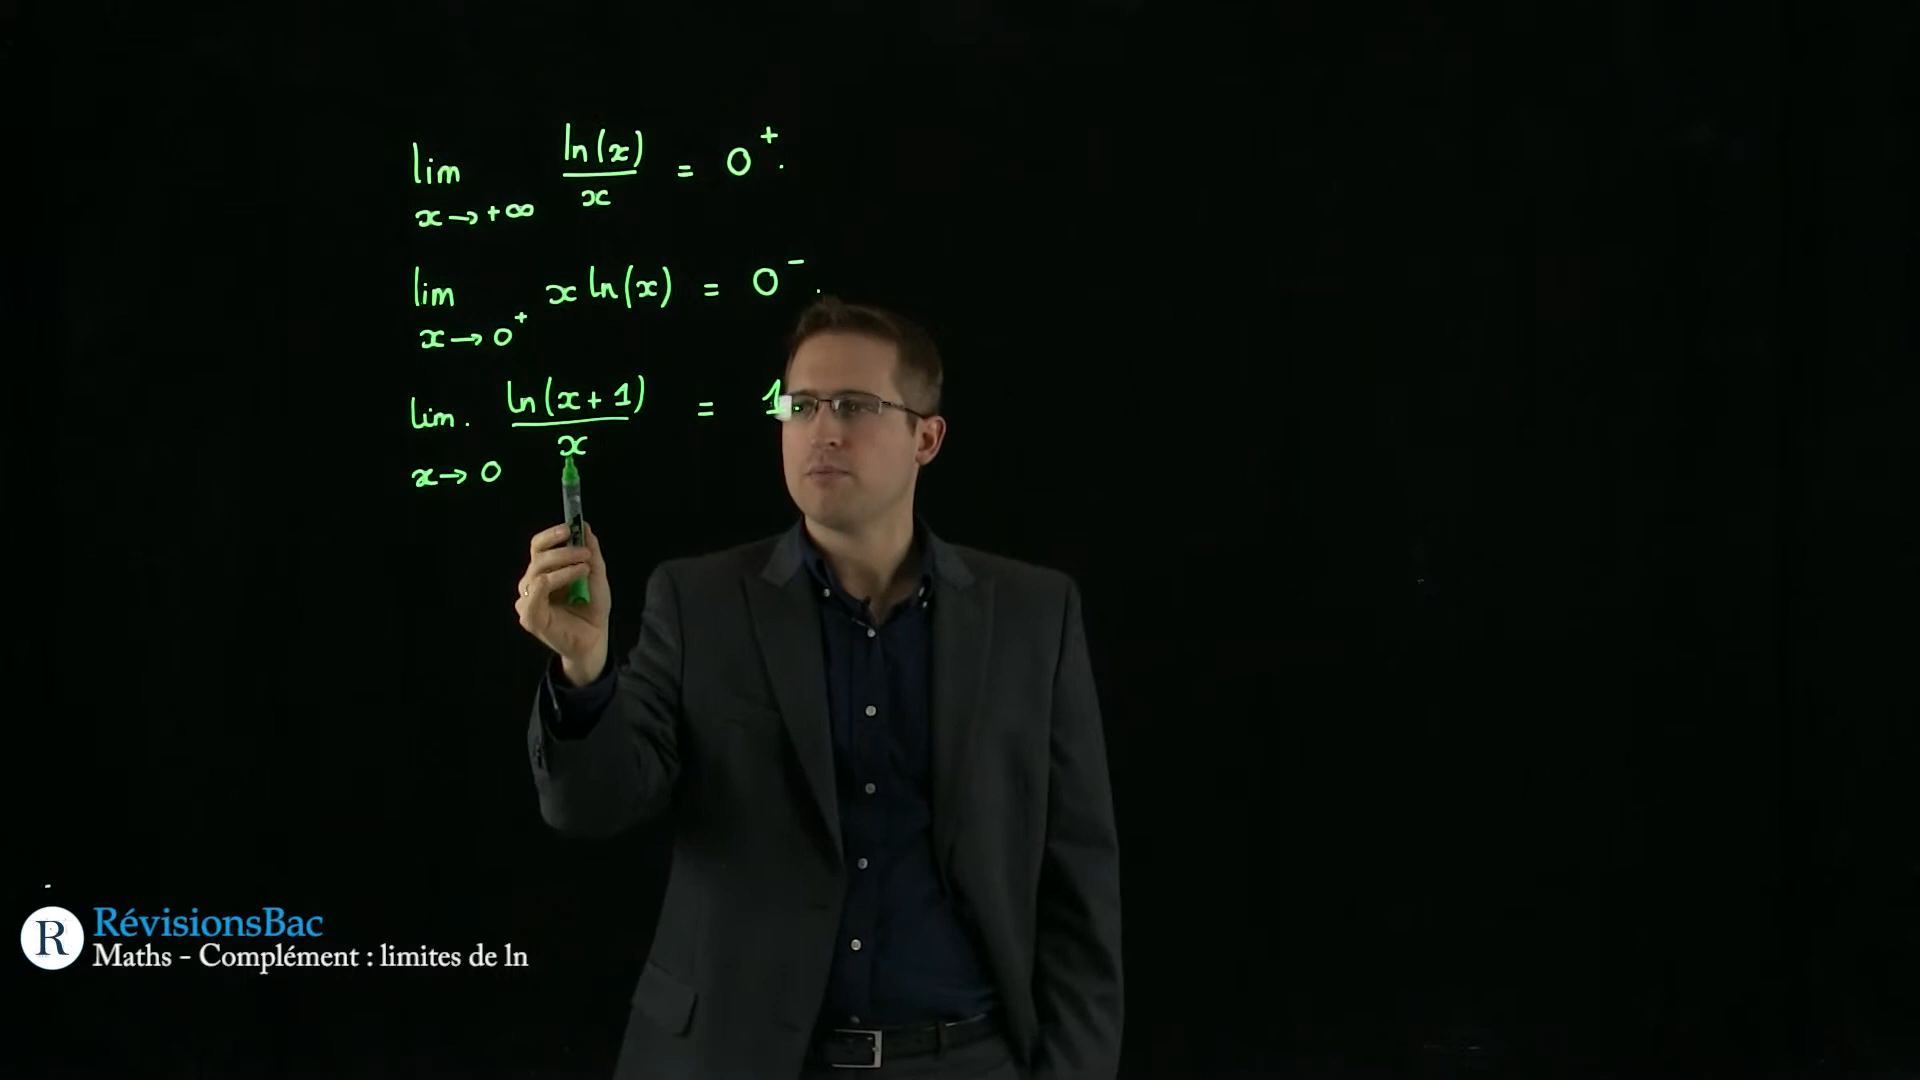 lim ln(x)/x = 0⁺.
x → +∞
lim x ln(x) = 0⁻.
x → 0⁺
lim. ln(x+1)/x = 1.
x → 0
R RévisionsBac
Maths - Complément : limites de ln